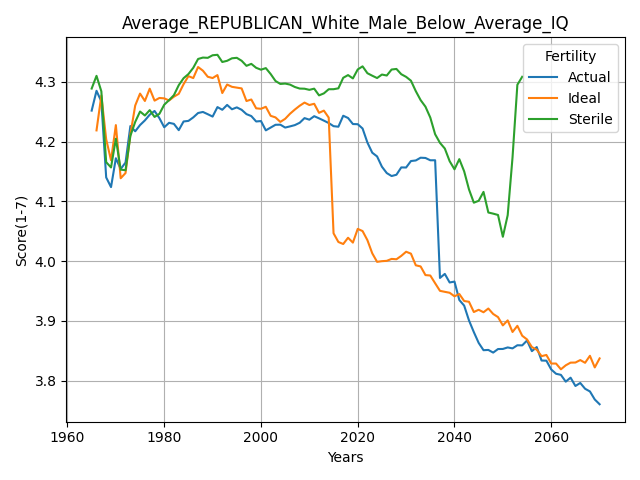 Average_REPUBLICAN_White_Male_Below_Average_IQ
Score(1-7)
4.3
4.2
4.1
4.0
3.9
3.8
Fertility
Actual
Ideal
Sterile
1960
1980
2000
2020
2040
2060
Years